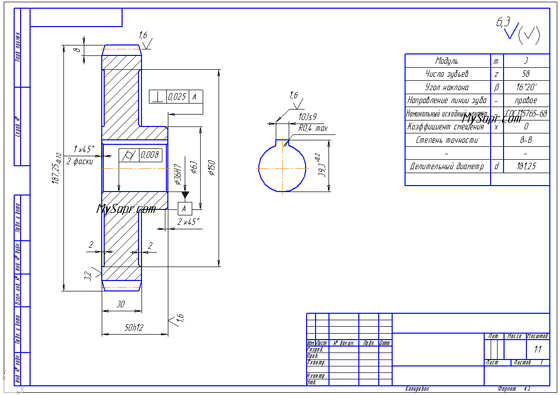 6,3
√ (√)
1,6
8
Модуль m 3
Число зубьев z 58
Угол наклона β 16°20'
Направление линии зуба – правое
Нормальный исходный контур – ГОСТ15765-68
Коэффициент смещения x 0
Степень точности 8-В
– –
Делительный диаметр d 181,25
MySapr.com
⊥ 0,025 А
1,6
10Js9
R0,4 max
1 x45°
2 фаски
0,008
187,25-0,12
⌀36H7
⌀63
⌀150
39,3+0,2
А
MySapr.com
2 x45°
2
2
3,2
30
50h12
1,6
Перв. примен.
Справ. №
Подп. и дата
Инв. № дубл.
Взам. инв. №
Подп. и дата
Инв. № подл.
Изм. Лист № докум. Подп. Дата
Разраб.
Пров.
Т.контр.
Н.контр.
Утв.
Лит. Масса Масштаб
1:1
Лист Листов 1
Копировал Формат А3